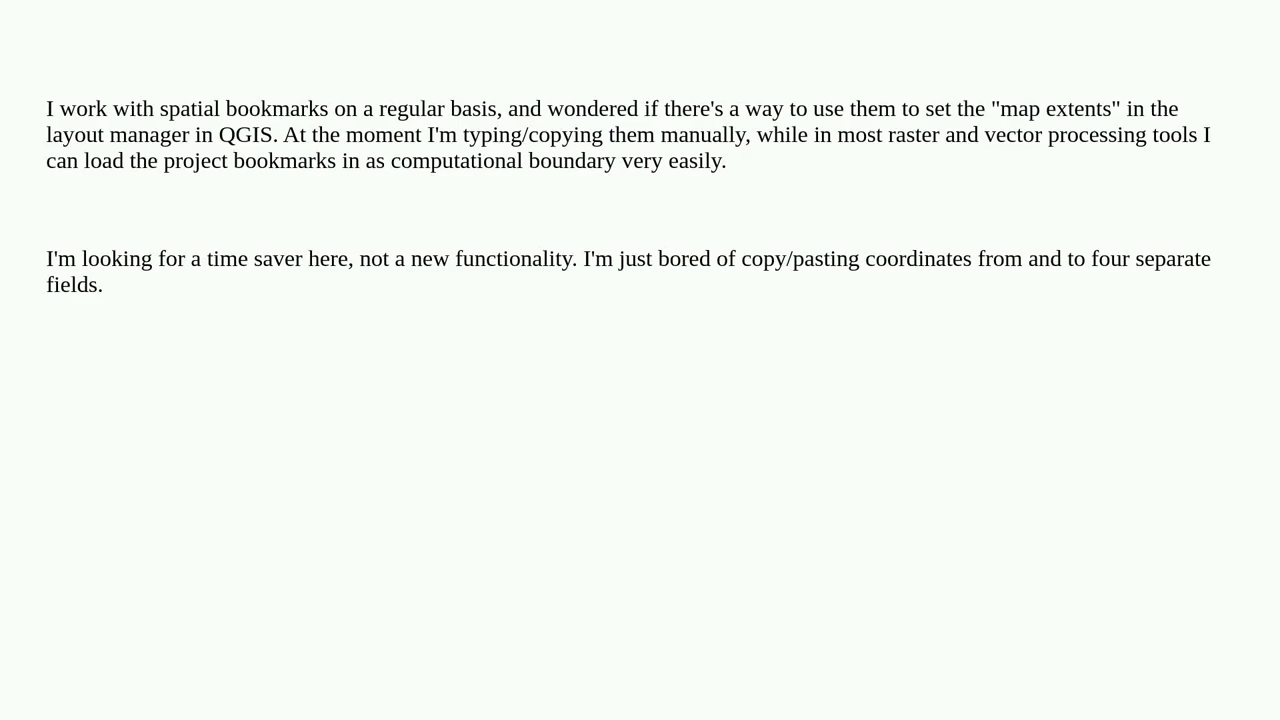 I work with spatial bookmarks on a regular basis, and wondered if there's a way to use them to set the "map extents" in the
layout manager in QGIS. At the moment I'm typing/copying them manually, while in most raster and vector processing tools I
can load the project bookmarks in as computational boundary very easily.
I'm looking for a time saver here, not a new functionality. I'm just bored of copy/pasting coordinates from and to four separate
fields.